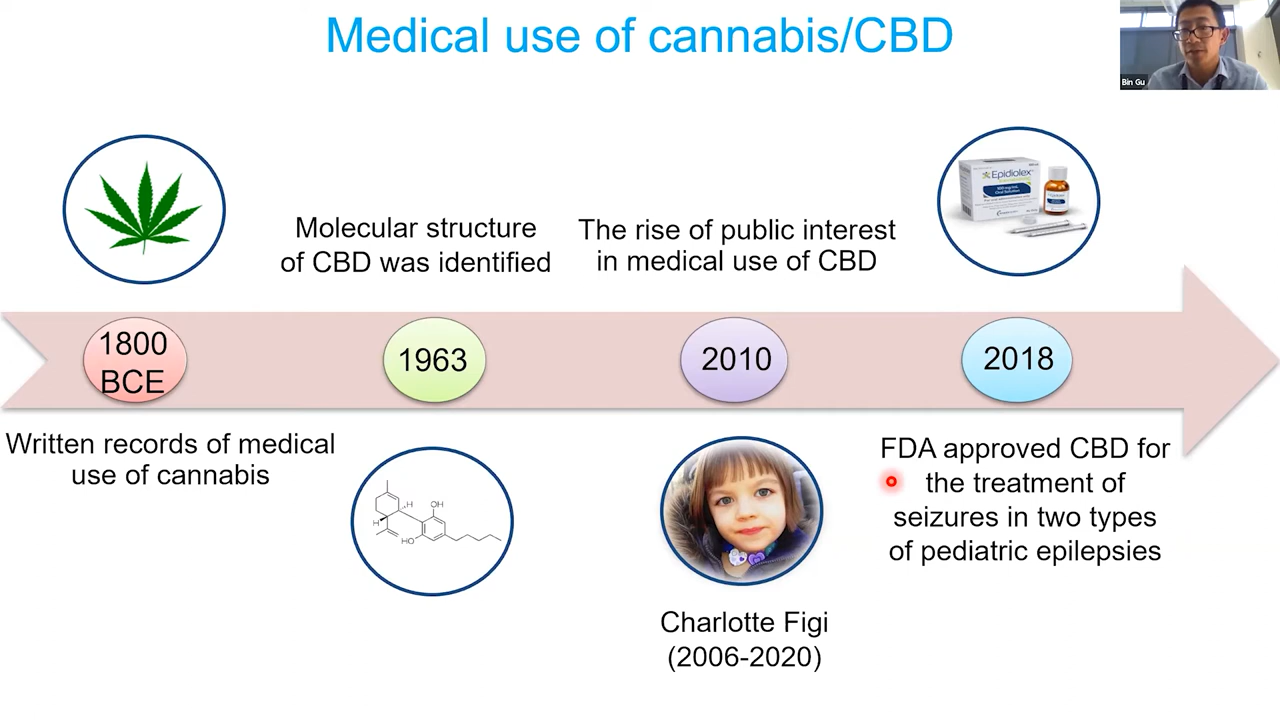 Medical use of cannabis/CBD
Bin Gu
Molecular structure
of CBD was identified
The rise of public interest
in medical use of CBD
Epidiolex
Oral Solution
1800
BCE
1963
2010
2018
Written records of medical
use of cannabis
H
OH
H
HO
Charlotte Figi
(2006-2020)
FDA approved CBD for
the treatment of
seizures in two types
of pediatric epilepsies